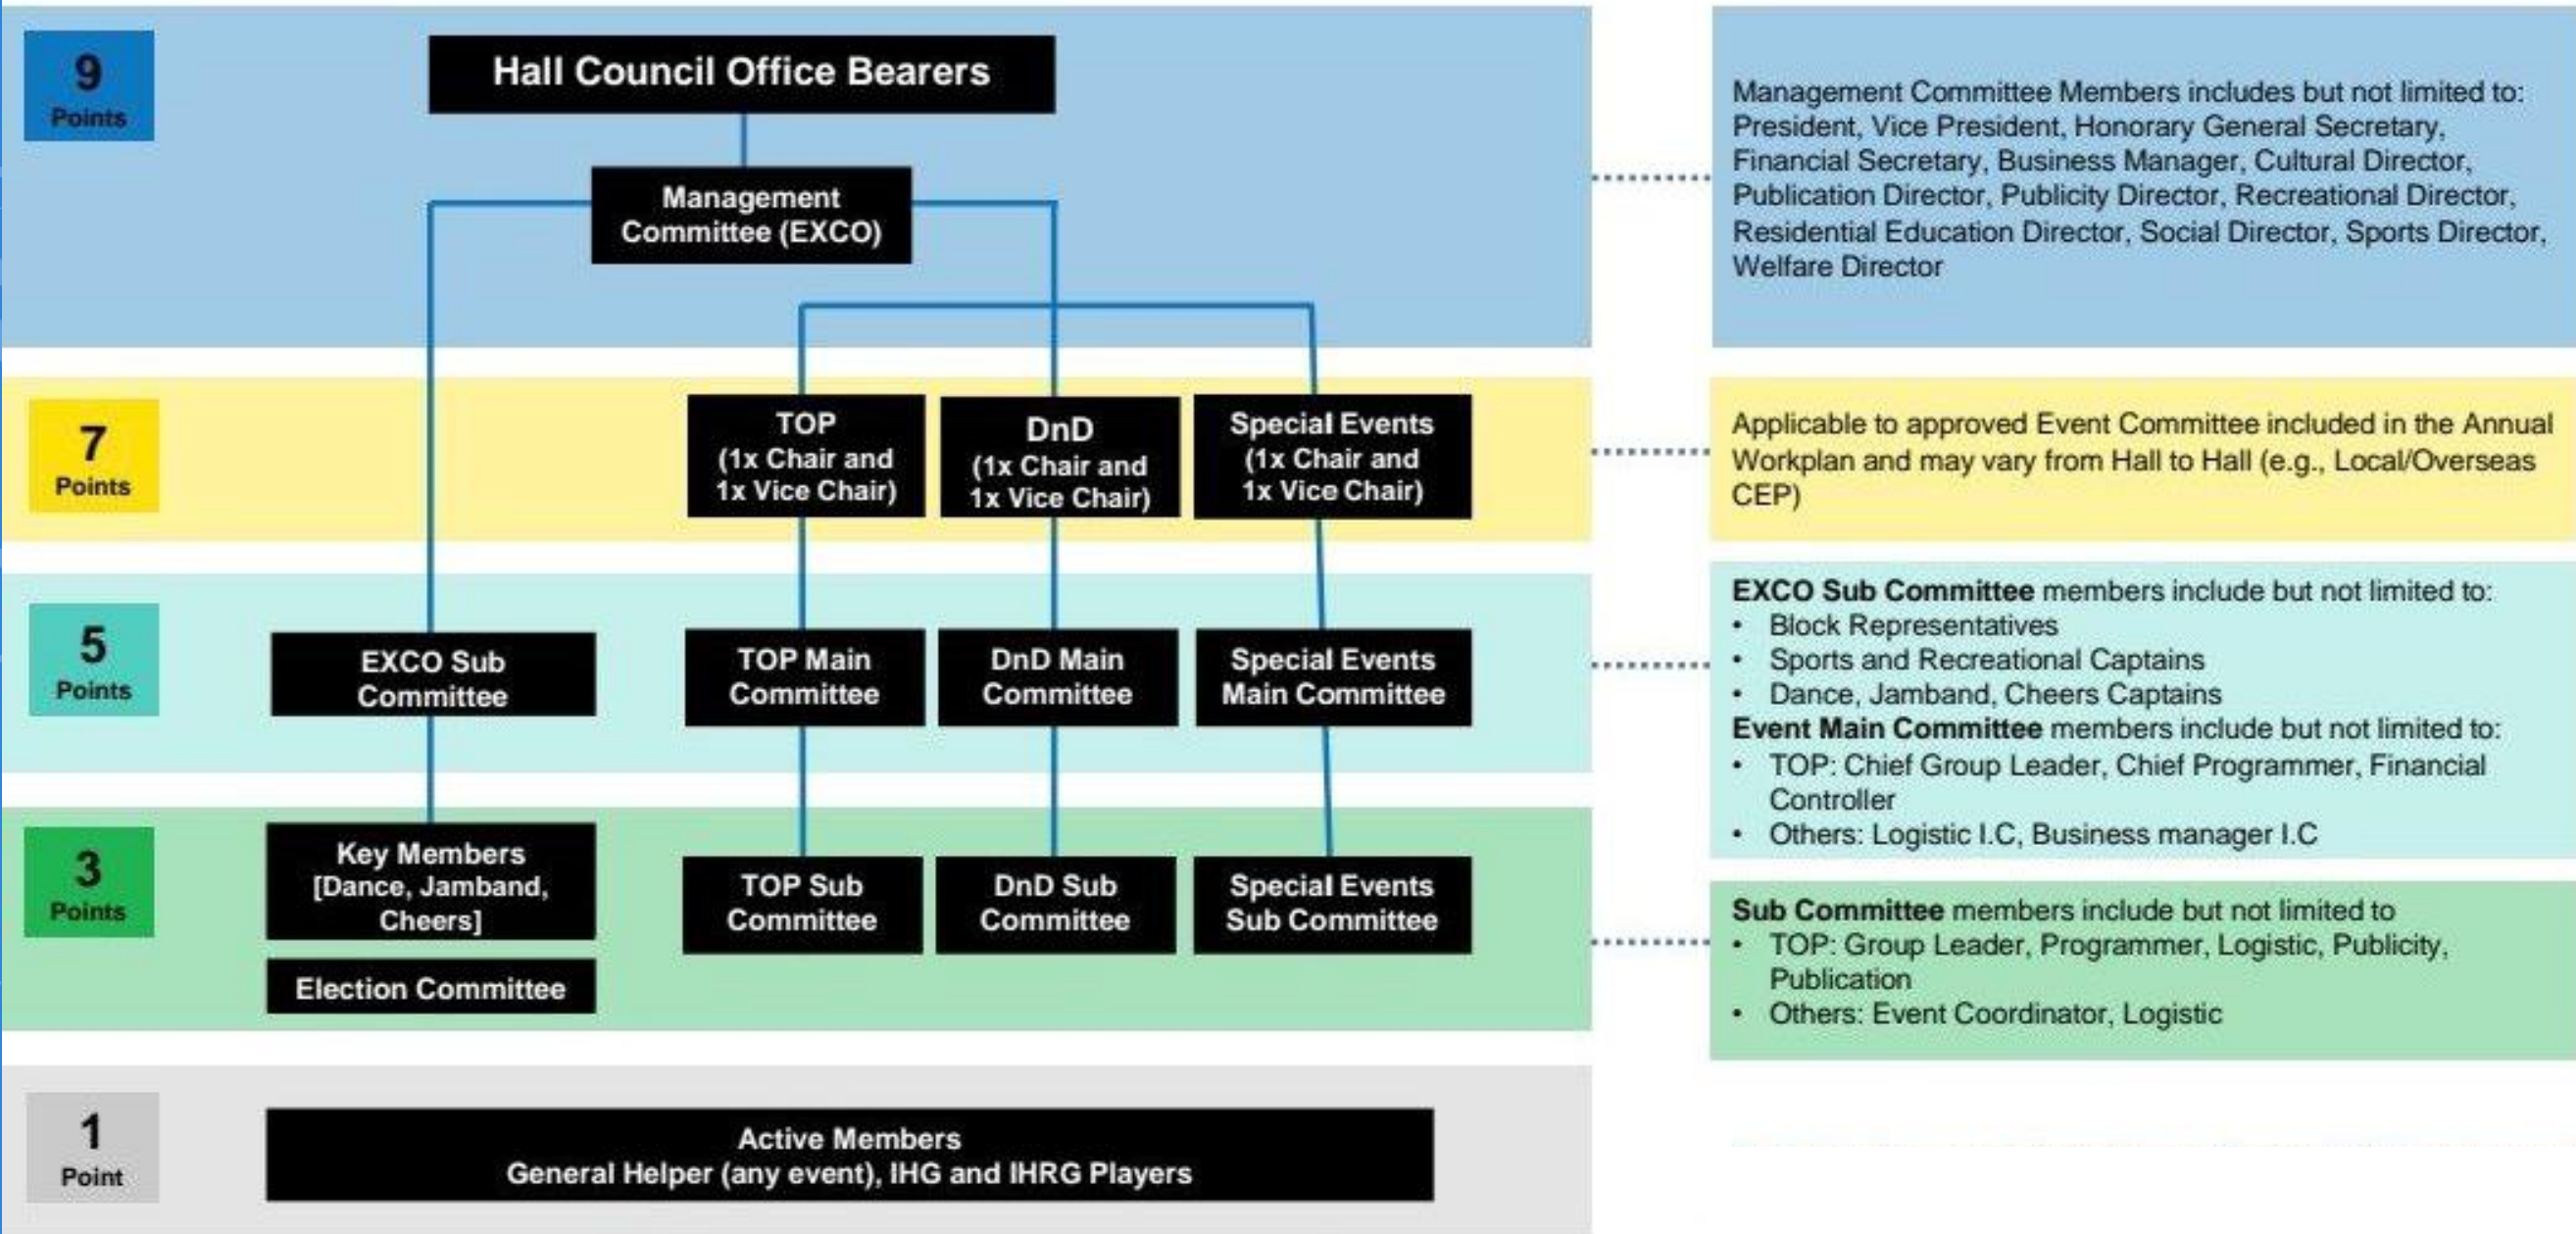 9
Points
Hall Council Office Bearers
Management
Committee (EXCO)
Management Committee Members includes but not limited to:
President, Vice President, Honorary General Secretary,
Financial Secretary, Business Manager, Cultural Director,
Publication Director, Publicity Director, Recreational Director,
Residential Education Director, Social Director, Sports Director,
Welfare Director
7
Points
TOP
(1x Chair and
1x Vice Chair)
DnD
(1x Chair and
1x Vice Chair)
Special Events
(1x Chair and
1x Vice Chair)
Applicable to approved Event Committee included in the Annual
Workplan and may vary from Hall to Hall (e.g., Local/Overseas
CEP)
5
Points
EXCO Sub
Committee
TOP Main
Committee
DnD Main
Committee
Special Events
Main Committee
EXCO Sub Committee members include but not limited to:
• Block Representatives
• Sports and Recreational Captains
• Dance, Jamband, Cheers Captains
Event Main Committee members include but not limited to:
• TOP: Chief Group Leader, Chief Programmer, Financial
Controller
• Others: Logistic I.C, Business manager I.C
3
Points
Key Members
[Dance, Jamband,
Cheers]
Election Committee
TOP Sub
Committee
DnD Sub
Committee
Special Events
Sub Committee
Sub Committee members include but not limited to
• TOP: Group Leader, Programmer, Logistic, Publicity,
Publication
• Others: Event Coordinator, Logistic
1
Point
Active Members
General Helper (any event), IHG and IHRG Players